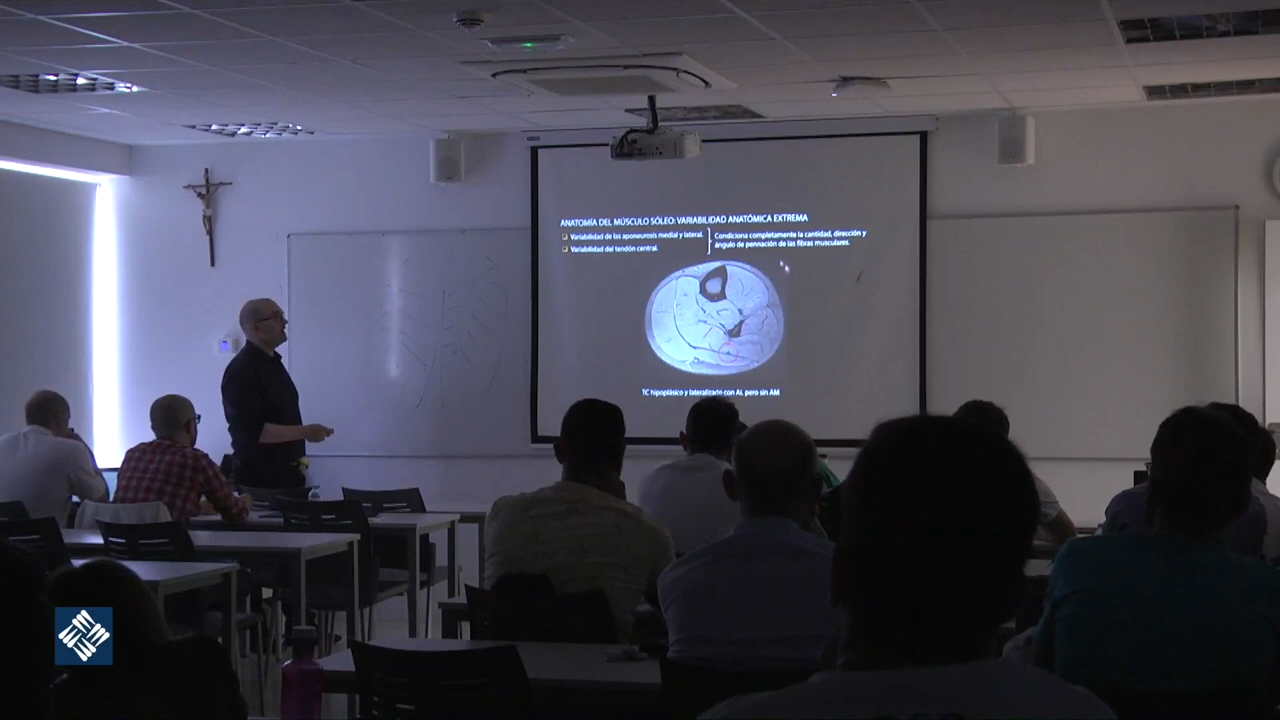 ANATOMÍA DEL MÚSCULO SÓLEO: VARIABILIDAD ANATÓMICA EXTREMA
Variabilidad de las aponeurosis medial y lateral.
Variabilidad del tendón central.
Condiciona completamente la cantidad, dirección y
ángulo de pennación de las fibras musculares.
TC hipoplásico y lateralizado con AL pero sin AM